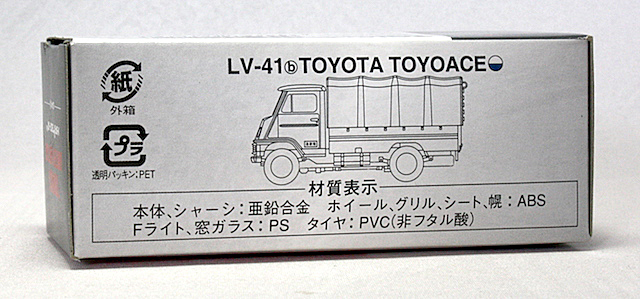 LV-41ⓑTOYOTA TOYOACE
紙
外箱
プラ
透明パッキン:PET
材質表示
本体、シャーシ:亜鉛合金 ホイール、グリル、シート、幌:ABS
Fライト、窓ガラス:PS タイヤ:PVC(非フタル酸)